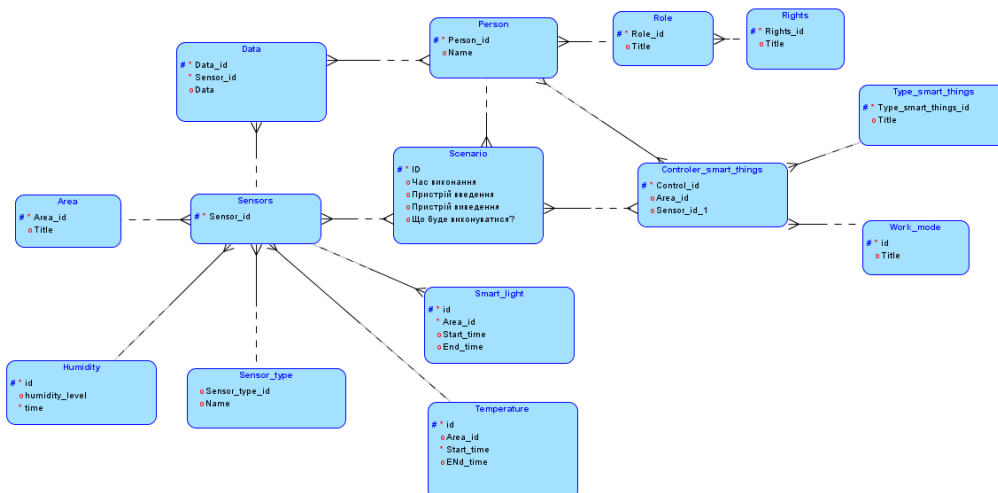 Person
# * Person_id
o Name
Role
# * Role_id
o Title
Rights
# * Rights_id
o Title
Data
# * Data_id
* Sensor_id
o Data
Type_smart_things
# * Type_smart_things_id
o Title
Scenario
# * ID
o Час виконання
o Пристрій введення
o Пристрій виведення
o Що буде виконуватися?
Controler_smart_things
# * Control_id
o Area_id
o Sensor_id_1
Area
# * Area_id
o Title
Sensors
# * Sensor_id
Work_mode
# * id
o Title
Smart_light
# * id
* Area_id
o Start_time
o End_time
Humidity
# * id
o humidity_level
* time
Sensor_type
o Sensor_type_id
o Name
Temperature
# * id
o Area_id
* Start_time
o ENd_time